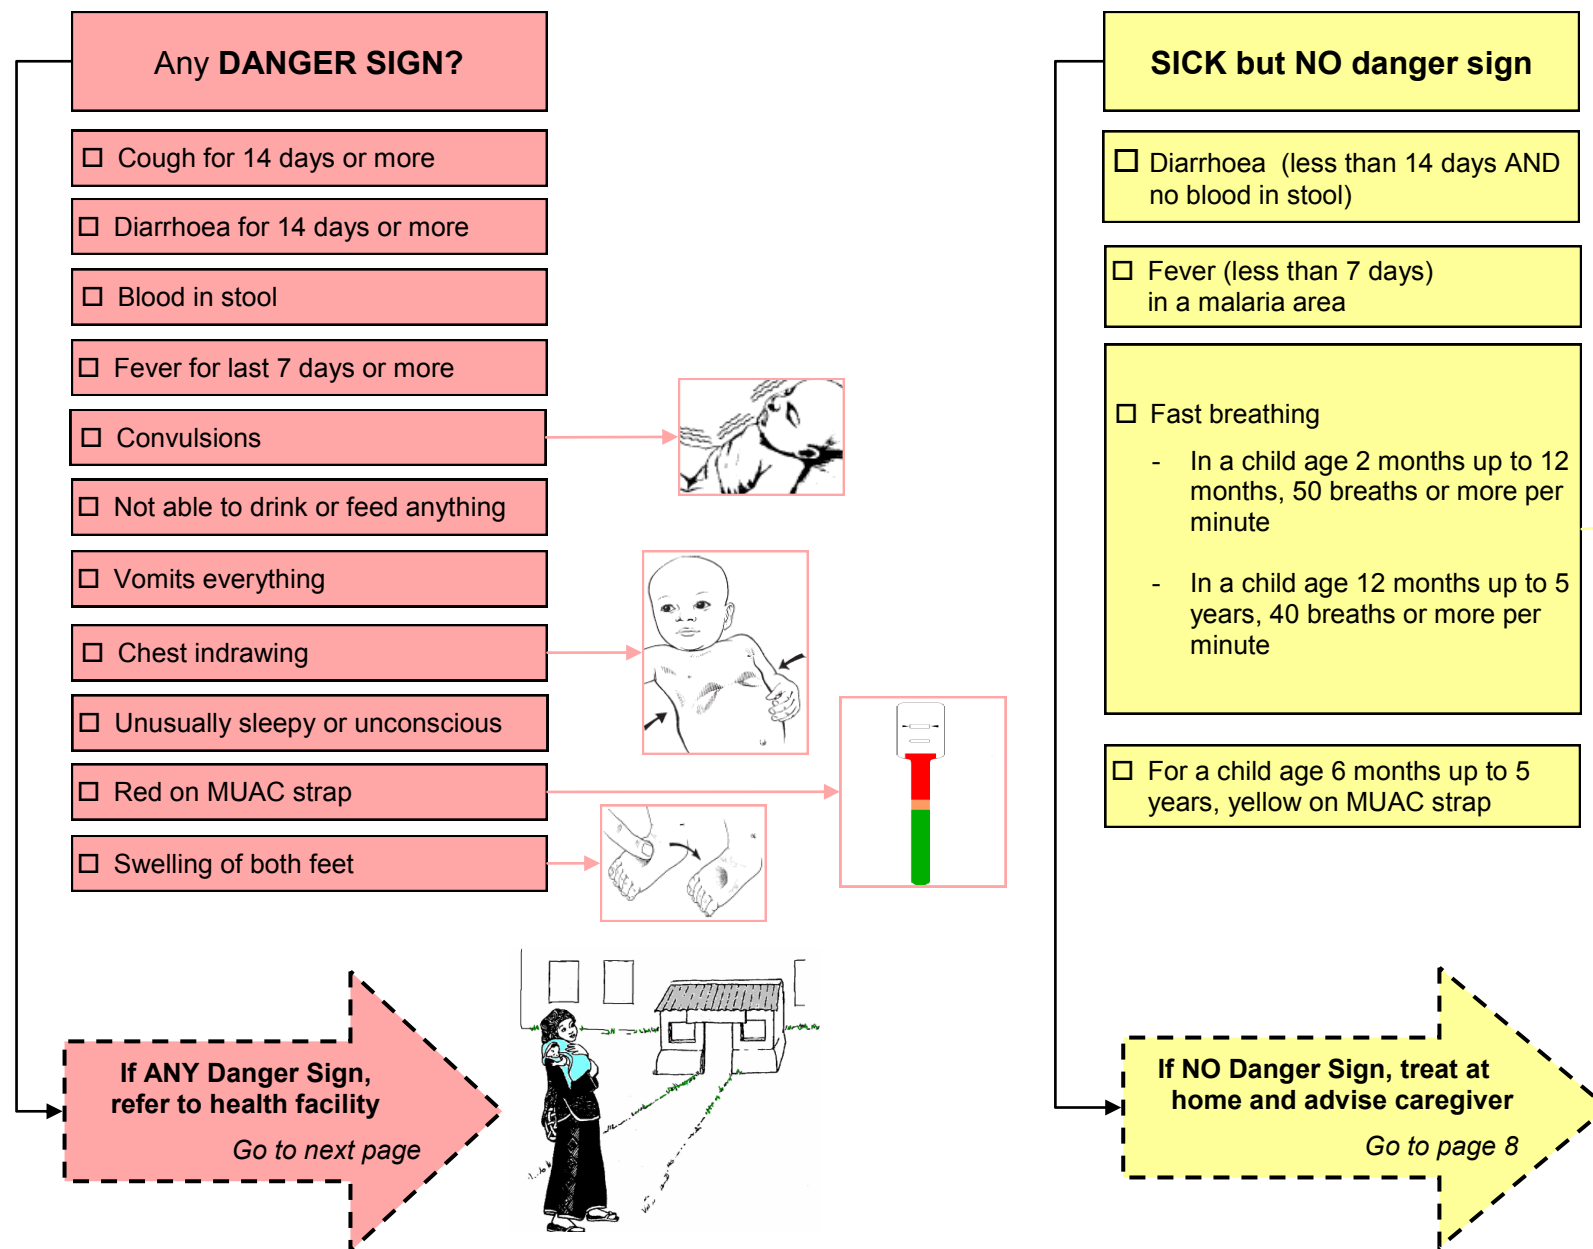 Any DANGER SIGN?
☐ Cough for 14 days or more
☐ Diarrhoea for 14 days or more
☐ Blood in stool
☐ Fever for last 7 days or more
☐ Convulsions
☐ Not able to drink or feed anything
☐ Vomits everything
☐ Chest indrawing
☐ Unusually sleepy or unconscious
☐ Red on MUAC strap
☐ Swelling of both feet
If ANY Danger Sign,
refer to health facility
Go to next page
SICK but NO danger sign
☐ Diarrhoea (less than 14 days AND
no blood in stool)
☐ Fever (less than 7 days)
in a malaria area
☐ Fast breathing
- In a child age 2 months up to 12
months, 50 breaths or more per
minute
- In a child age 12 months up to 5
years, 40 breaths or more per
minute
☐ For a child age 6 months up to 5
years, yellow on MUAC strap
If NO Danger Sign, treat at
home and advise caregiver
Go to page 8